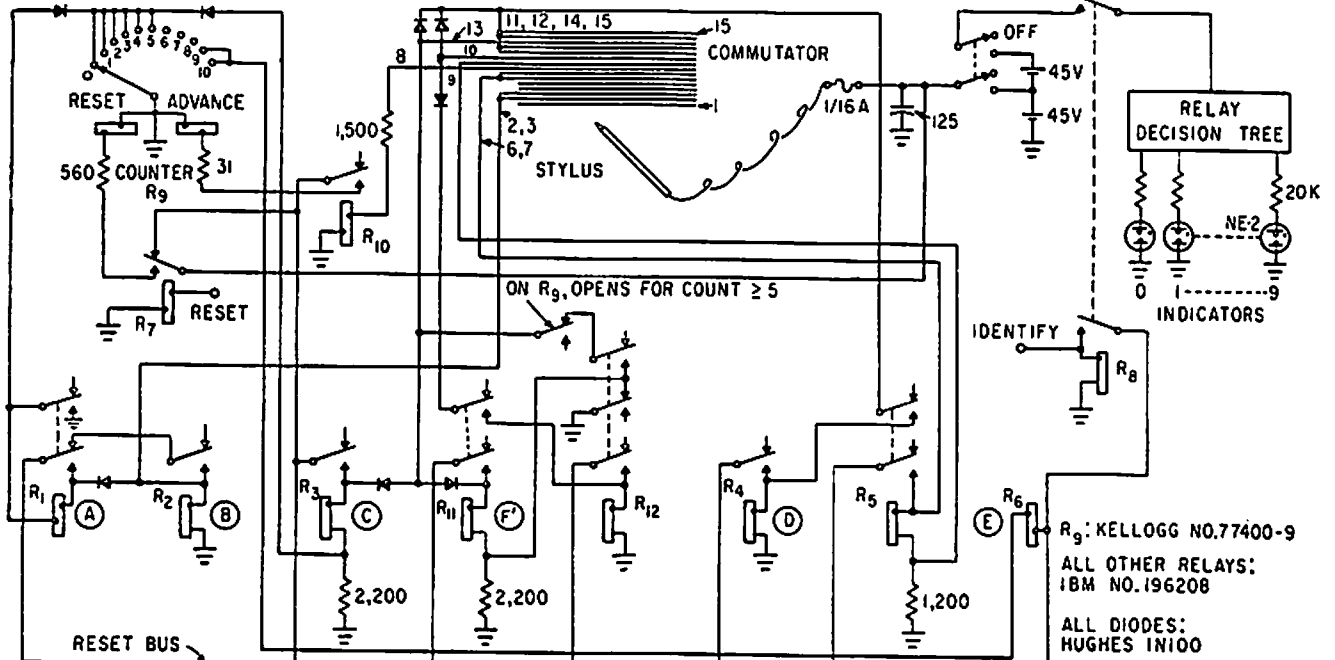 0
1
2
3
4
5
6
7
8
9
10
RESET
ADVANCE
560
COUNTER
31
R9
R7
RESET
1,500
R10
8
9
10
13
11, 12, 14, 15
15
COMMUTATOR
1
2, 3
6,7
STYLUS
1/16 A
125
OFF
45V
45V
RELAY
DECISION TREE
20K
NE-2
0 1 ------- 9
INDICATORS
ON R9, OPENS FOR COUNT ≥ 5
IDENTIFY
R8
R1
A
R2
B
R3
C
2,200
R11
F'
2,200
R12
R4
D
R5
1,200
E
R6
R9: KELLOGG NO.77400-9
ALL OTHER RELAYS:
IBM NO.196208
ALL DIODES:
HUGHES IN100
RESET BUS